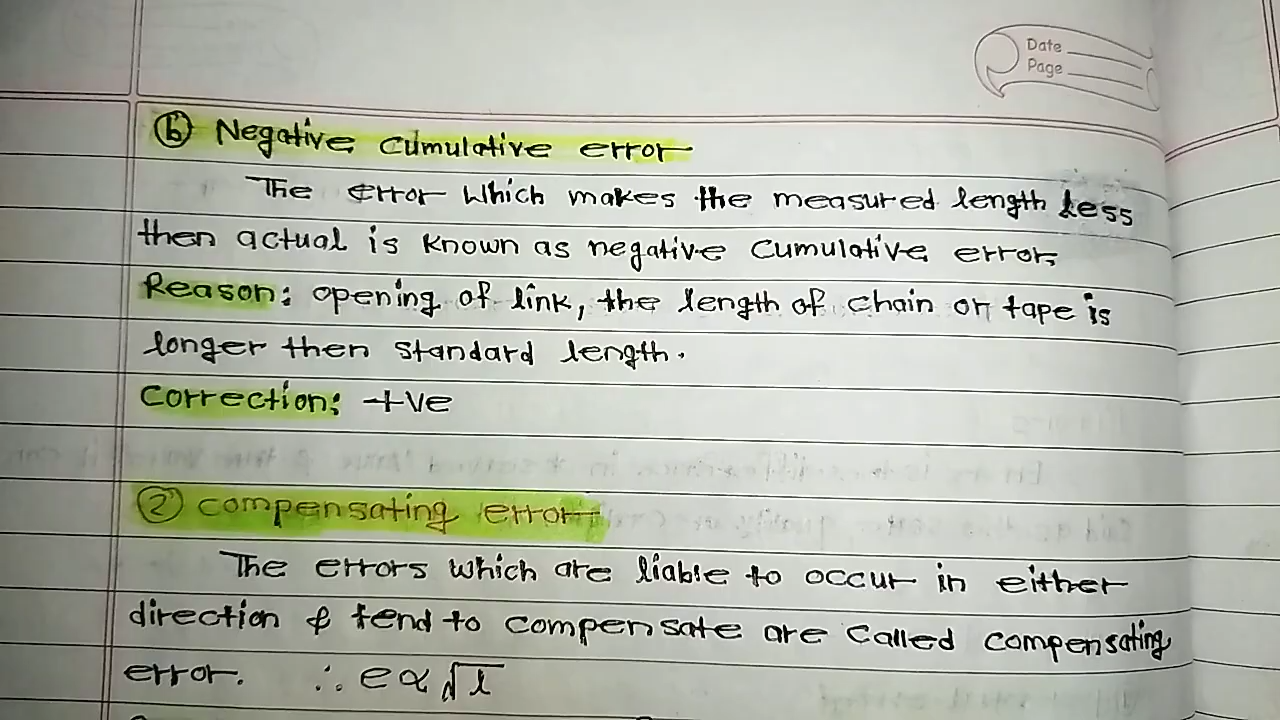 Date
Page
(b) Negative cumulative error
The error which makes the measured length less
then actual is known as negative cumulative error.
Reason: opening of link, the length of chain or tape is
longer then standard length.
Correction: +ve
(2) compensating error
The errors which are liable to occur in either
direction & tend to compensate are called compensating
error. ∴ e ∝ √l